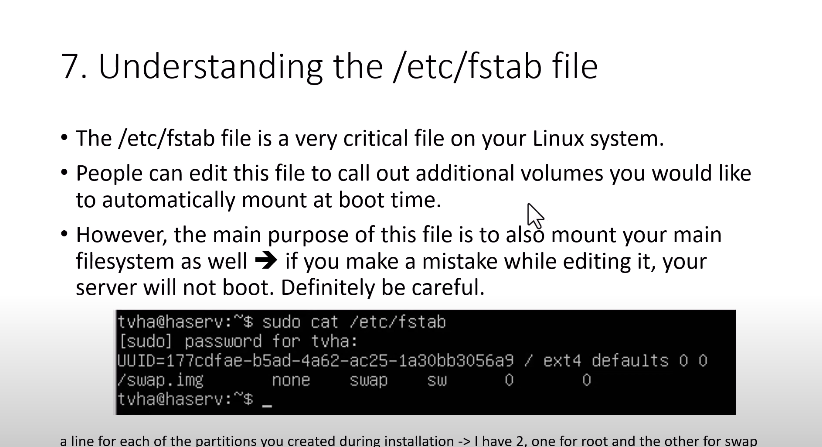 7. Understanding the /etc/fstab file
• The /etc/fstab file is a very critical file on your Linux system.
• People can edit this file to call out additional volumes you would like
to automatically mount at boot time.
• However, the main purpose of this file is to also mount your main
filesystem as well ➔ if you make a mistake while editing it, your
server will not boot. Definitely be careful.
tvha@haserv:~$ sudo cat /etc/fstab
[sudo] password for tvha:
UUID=177cdfae-b5ad-4a62-ac25-1a30bb3056a9 / ext4 defaults 0 0
/swap.img none swap sw 0 0
tvha@haserv:~$ _
a line for each of the partitions you created during installation -> I have 2, one for root and the other for swap